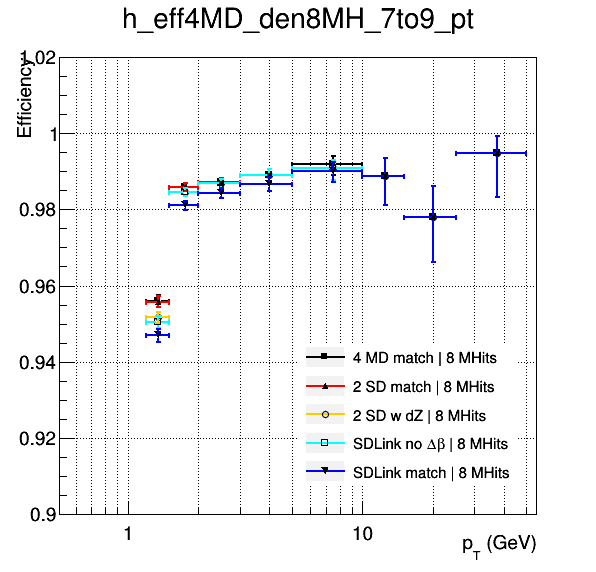 h_eff4MD_den8MH_7to9_pt
Efficiency
1.02
1
0.98
0.96
0.94
0.92
0.9
4 MD match | 8 MHits
2 SD match | 8 MHits
2 SD w dZ | 8 MHits
SDLink no Δβ | 8 MHits
SDLink match | 8 MHits
1 10
p_T (GeV)